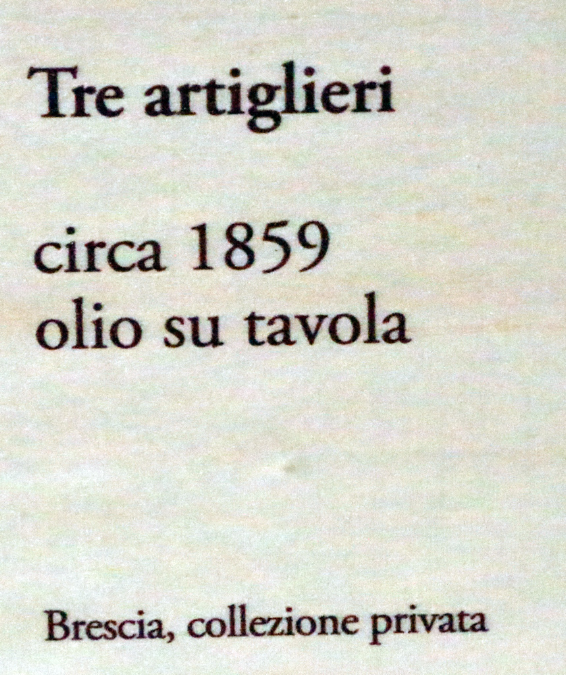 Tre artiglieri
circa 1859
olio su tavola
Brescia, collezione privata